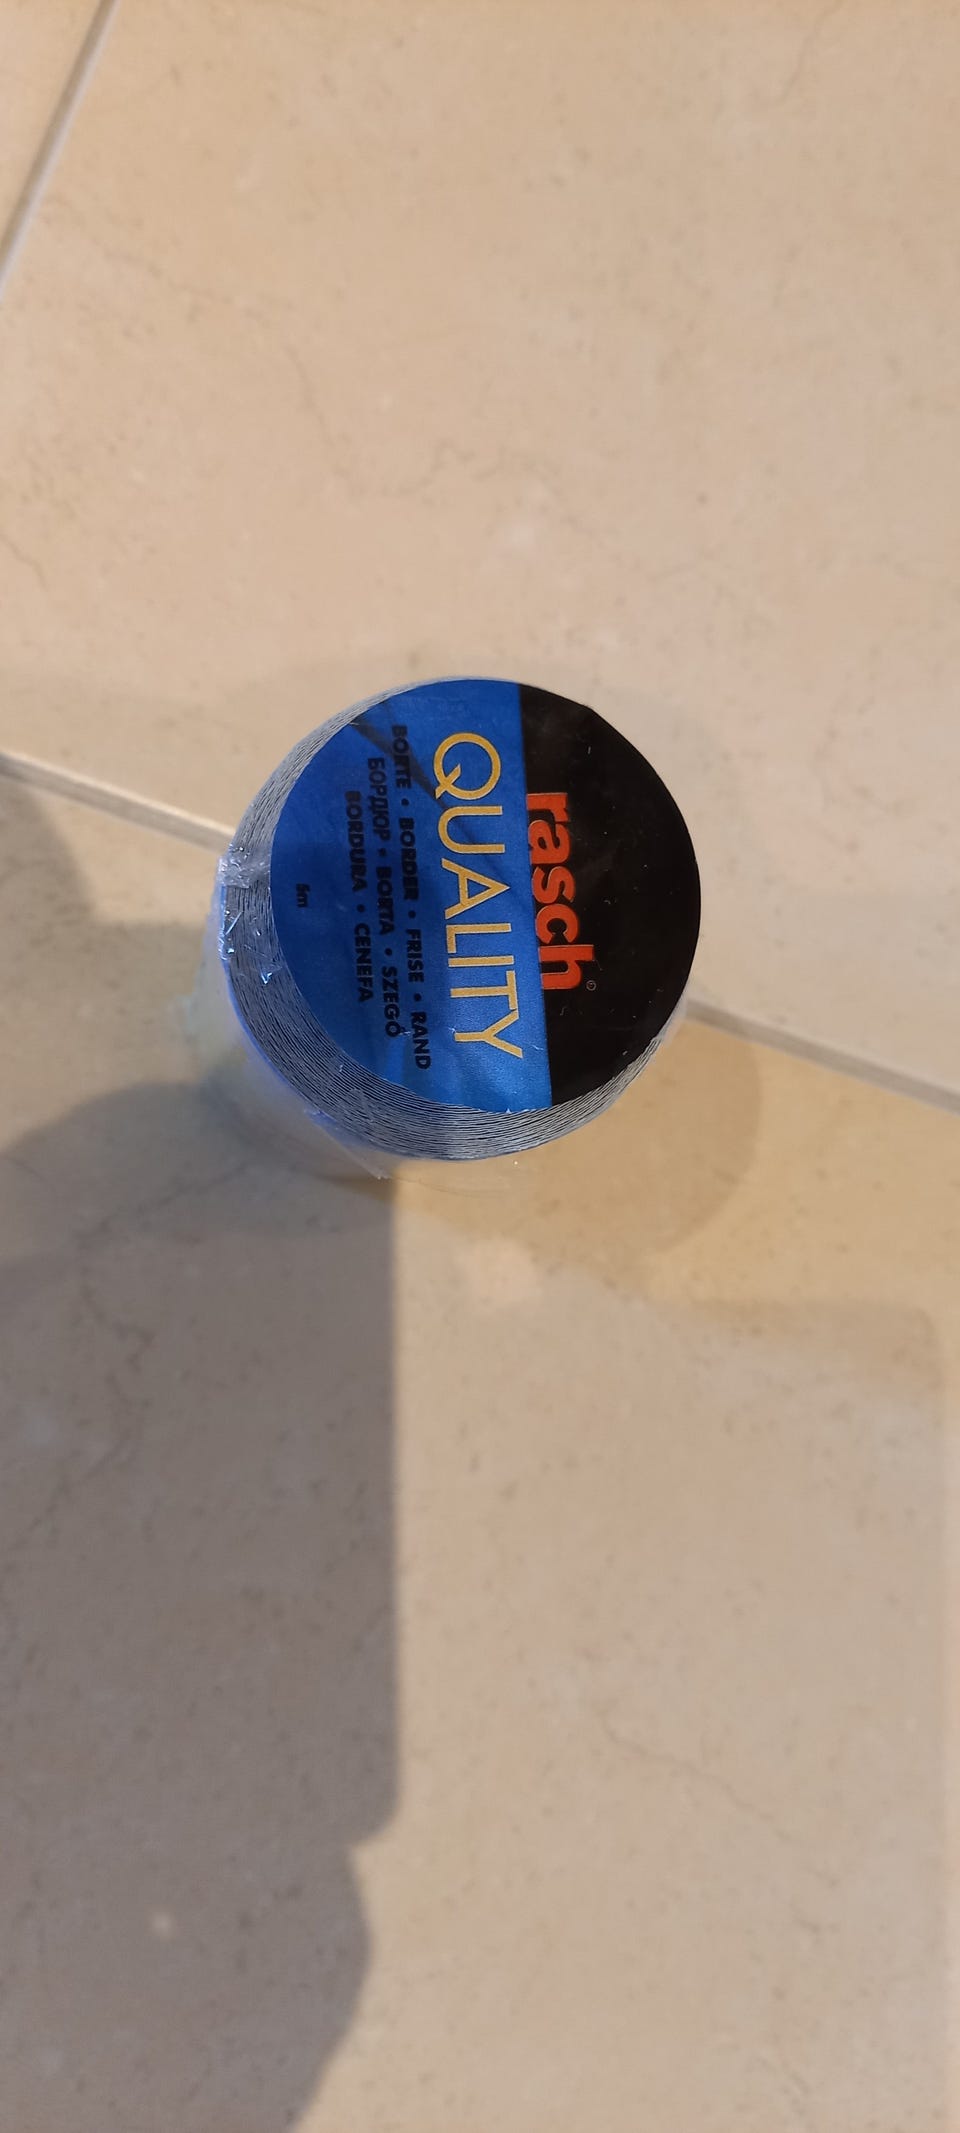 rasch©
QUALITY
BORTE • BORDER • FRISE • RAND
БОРДЮР • BORTA • SZEGŐ
BORDURA • CENEFA
5m